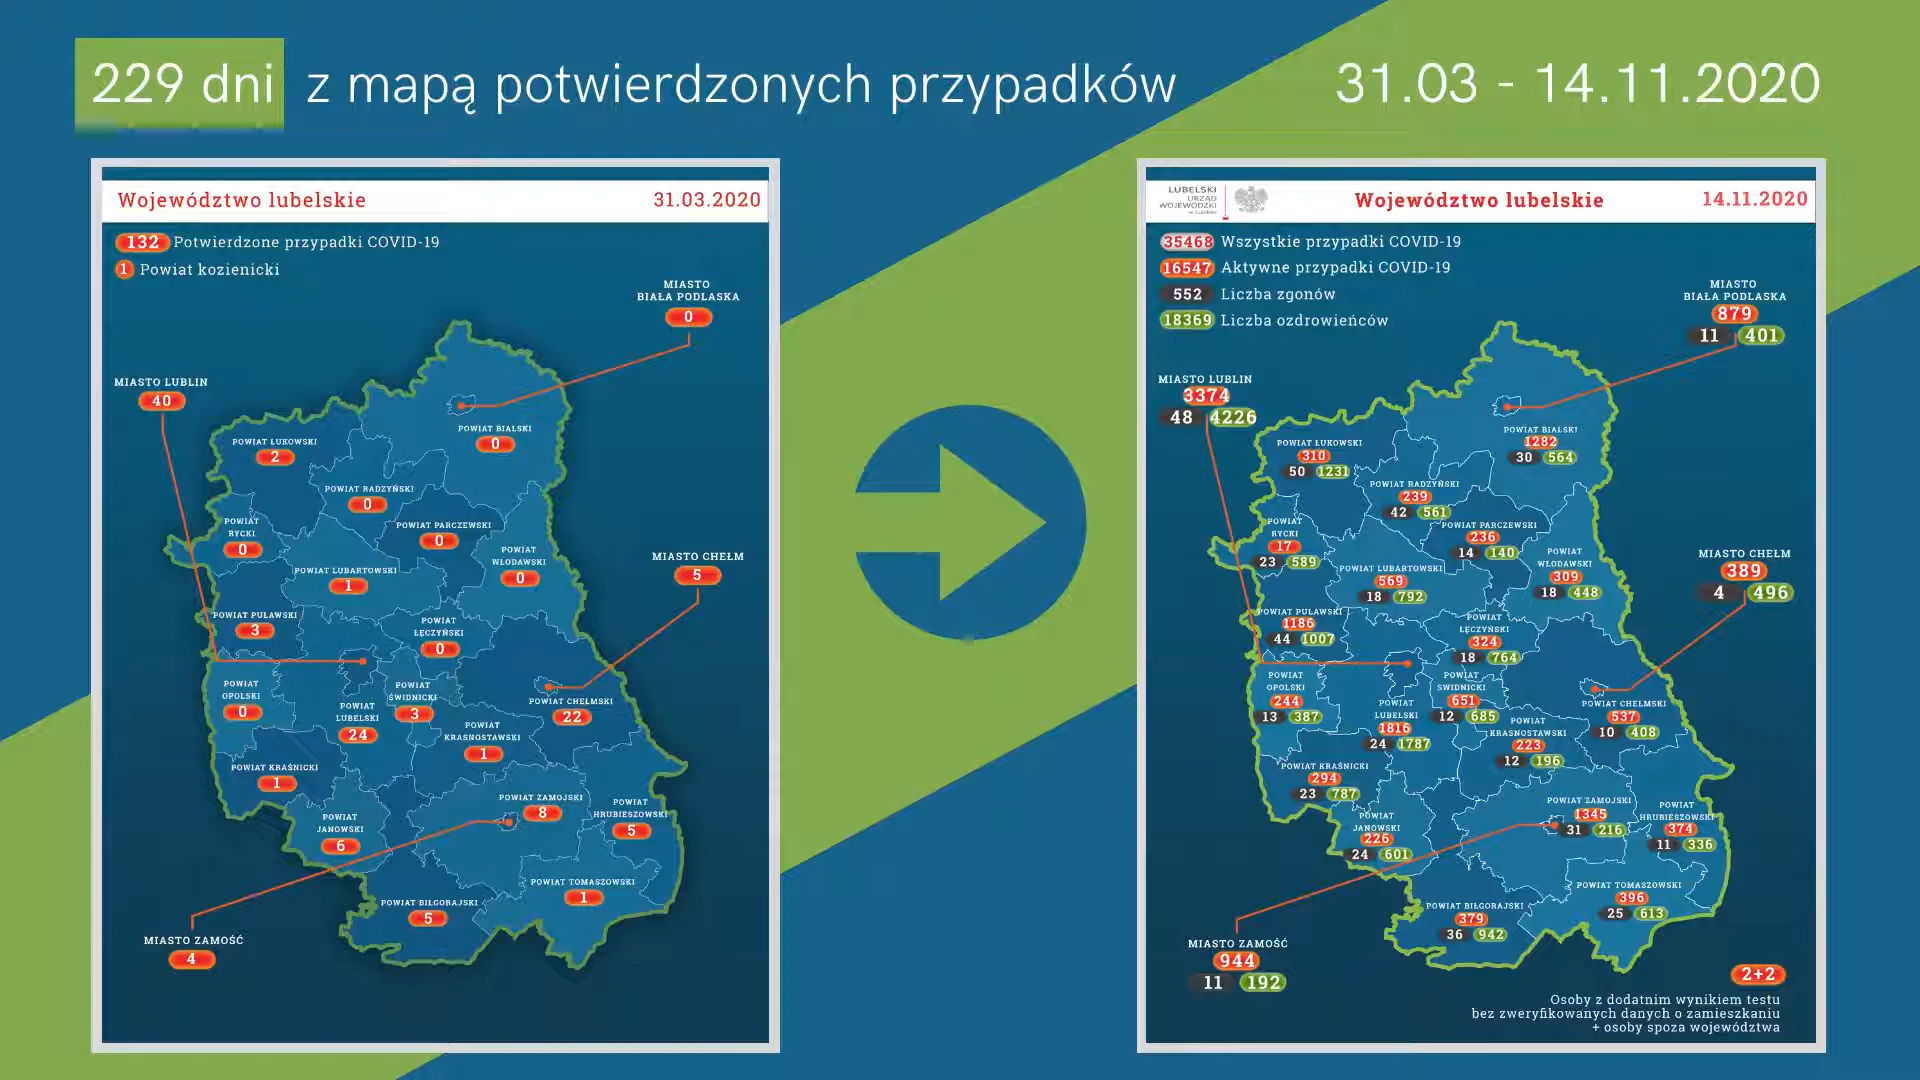 229 dni z mapą potwierdzonych przypadków
31.03 - 14.11.2020
Województwo lubelskie
31.03.2020
132 Potwierdzone przypadki COVID-19
1 Powiat kozienicki
MIASTO
BIAŁA PODLASKA
0
MIASTO LUBLIN
40
POWIAT BIALSKI
0
POWIAT ŁUKOWSKI
2
POWIAT RADZYŃSKI
0
POWIAT
RYCKI
0
POWIAT PARCZEWSKI
0
POWIAT
WŁODAWSKI
0
MIASTO CHEŁM
5
POWIAT LUBARTOWSKI
1
POWIAT PUŁAWSKI
3
POWIAT
ŁĘCZYŃSKI
0
POWIAT
OPOLSKI
0
POWIAT
ŚWIDNICKI
3
POWIAT CHEŁMSKI
22
POWIAT
LUBELSKI
24
POWIAT
KRASNOSTAWSKI
1
POWIAT KRAŚNICKI
1
POWIAT ZAMOJSKI
8
POWIAT
HRUBIESZOWSKI
5
POWIAT
JANOWSKI
6
POWIAT TOMASZOWSKI
1
POWIAT BIŁGORAJSKI
5
MIASTO ZAMOŚĆ
4
LUBELSKI
URZĄD
WOJEWÓDZKI
Województwo lubelskie
14.11.2020
35468 Wszystkie przypadki COVID-19
16547 Aktywne przypadki COVID-19
552 Liczba zgonów
18369 Liczba ozdrowieńców
MIASTO
BIAŁA PODLASKA
879
11 401
MIASTO LUBLIN
3374
48 4226
POWIAT BIALSKI
1282
30 564
POWIAT ŁUKOWSKI
310
50 1231
POWIAT RADZYŃSKI
239
42 561
POWIAT
RYCKI
17
23 589
POWIAT PARCZEWSKI
236
14 140
POWIAT
WŁODAWSKI
309
18 448
MIASTO CHEŁM
389
4 496
POWIAT LUBARTOWSKI
569
18 792
POWIAT PUŁAWSKI
1186
44 1007
POWIAT
ŁĘCZYŃSKI
324
18 764
POWIAT
OPOLSKI
244
13 387
POWIAT
ŚWIDNICKI
651
12 685
POWIAT CHEŁMSKI
537
10 408
POWIAT
LUBELSKI
1816
24 1787
POWIAT
KRASNOSTAWSKI
223
12 196
POWIAT KRAŚNICKI
294
23 787
POWIAT ZAMOJSKI
1345
31 216
POWIAT
HRUBIESZOWSKI
374
11 336
POWIAT
JANOWSKI
226
24 601
POWIAT TOMASZOWSKI
396
25 613
POWIAT BIŁGORAJSKI
379
36 942
MIASTO ZAMOŚĆ
944
11 192
2+2
Osoby z dodatnim wynikiem testu
bez zweryfikowanych danych o zamieszkaniu
+ osoby spoza województwa